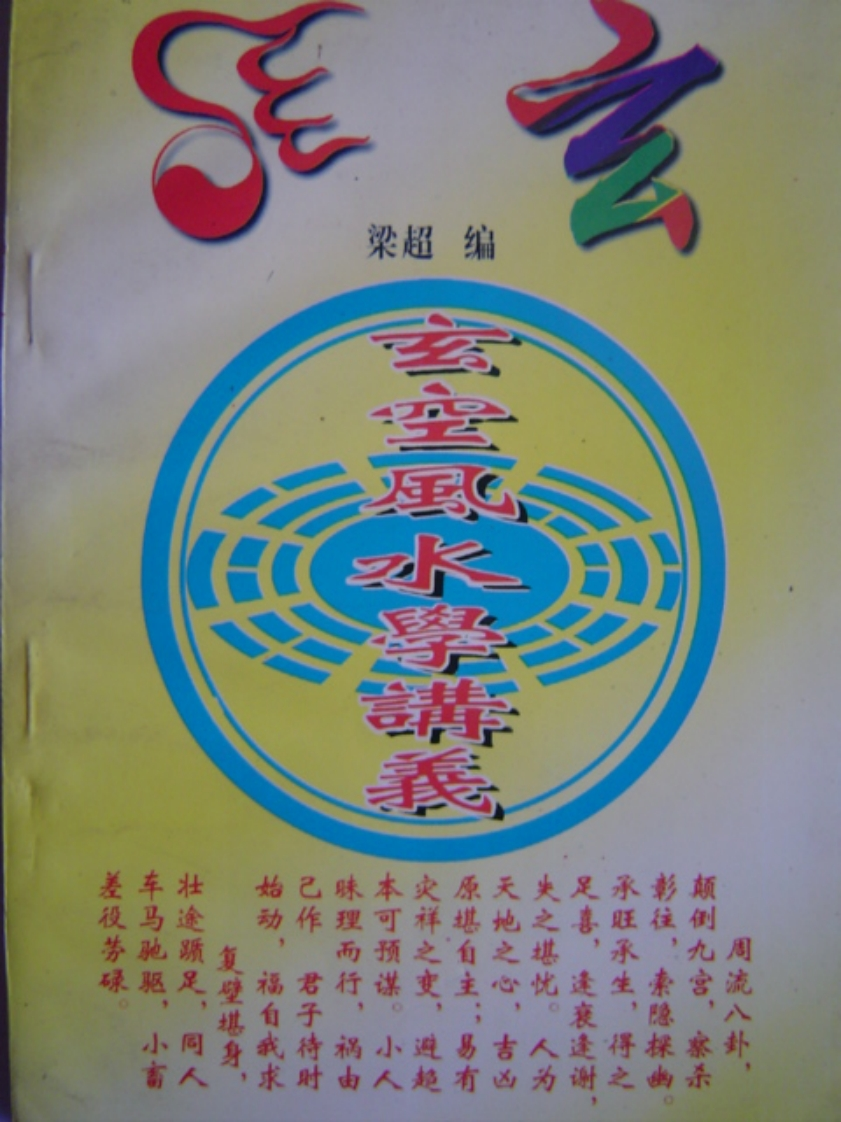 玄
梁超 编
玄空風水學講義
周流八卦，
颠倒九宫，察杀
彰往，索隐探幽。
承旺承生，得之
足喜，逢衰逢谢，
失之堪忧。人为
天地之心，吉凶
原堪自主；易有
灾祥之变，避趋
本可预谋。小人
昧理而行，祸由
己作 君子待时
始动，福自我求
复壁堪身，
壮途踬足，同人
车马驰驱，小畜
差役劳碌。